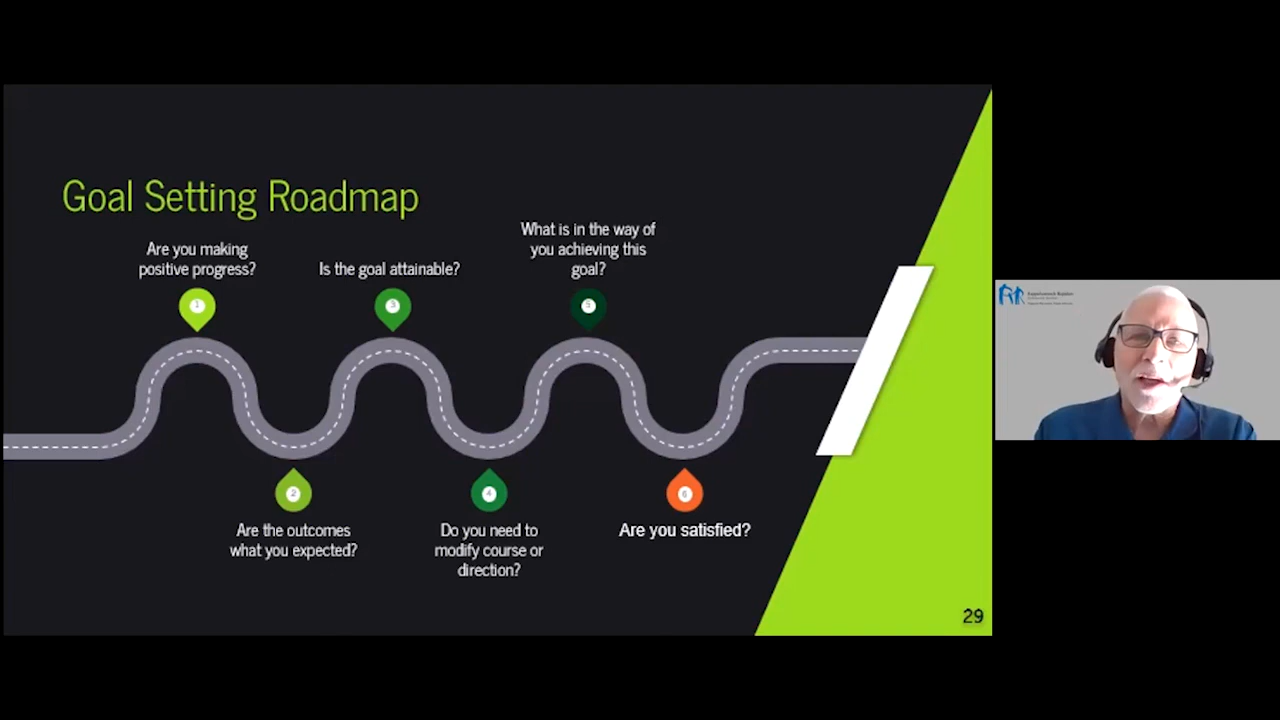 Goal Setting Roadmap
Are you making
positive progress?
1
Are the outcomes
what you expected?
2
Is the goal attainable?
3
Do you need to
modify course or
direction?
4
What is in the way of
you achieving this
goal?
5
Are you satisfied?
6
29